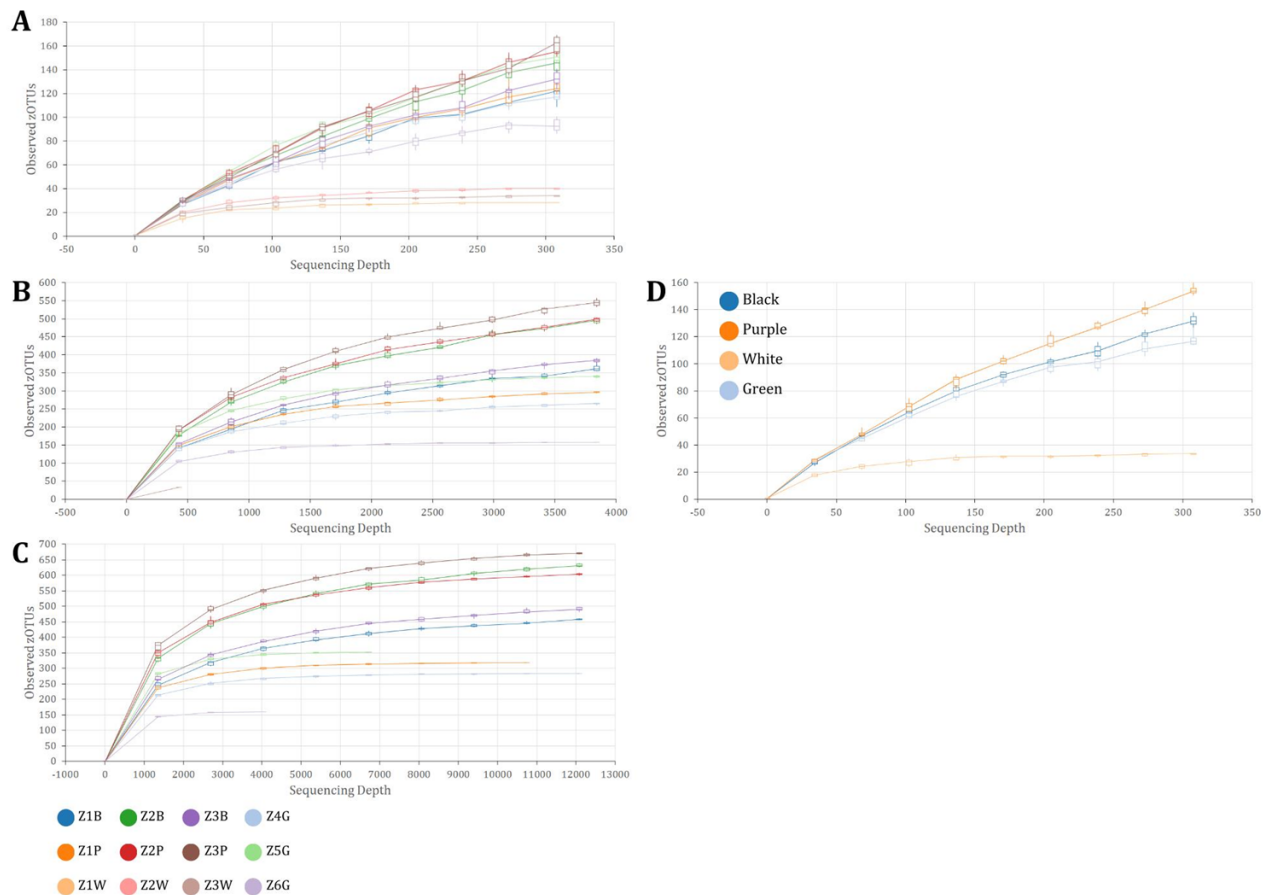 A
180
160
140
120
100
80
60
40
20
0
Observed zOTUs
-50 0 50 100 150 200 250 300 350
Sequencing Depth
B
600
550
500
450
400
350
300
250
200
150
100
50
0
Observed zOTUs
-500 0 500 1000 1500 2000 2500 3000 3500 4000
Sequencing Depth
D
160
140
120
100
80
60
40
20
0
Observed zOTUs
Black
Purple
White
Green
-50 0 50 100 150 200 250 300 350
Sequencing Depth
C
700
650
600
550
500
450
400
350
300
250
200
150
100
50
0
Observed zOTUs
-1000 0 1000 2000 3000 4000 5000 6000 7000 8000 9000 10000 11000 12000 13000
Sequencing Depth
Z1B Z2B Z3B Z4G
Z1P Z2P Z3P Z5G
Z1W Z2W Z3W Z6G